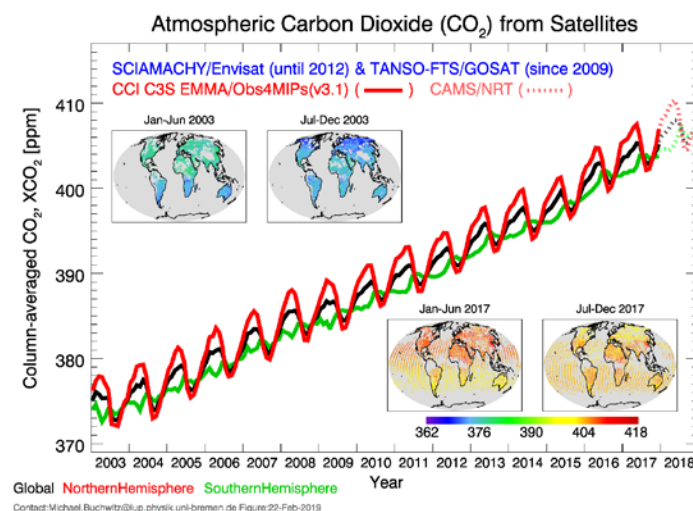 Atmospheric Carbon Dioxide (CO₂) from Satellites
SCIAMACHY/Envisat (until 2012) & TANSO-FTS/GOSAT (since 2009)
CCI C3S EMMA/Obs4MIPs(v3.1) ( ) CAMS/NRT ( )
Column-averaged CO₂, XCO₂ [ppm]
410
400
390
380
370
Jan-Jun 2003
Jul-Dec 2003
Jan-Jun 2017
Jul-Dec 2017
362 376 390 404 418
2003 2004 2005 2006 2007 2008 2009 2010 2011 2012 2013 2014 2015 2016 2017 2018
Year
Global NorthernHemisphere SouthernHemisphere
Contact:Michael.Buchwitz@iup.physik.uni-bremen.de Figure:22-Feb-2019